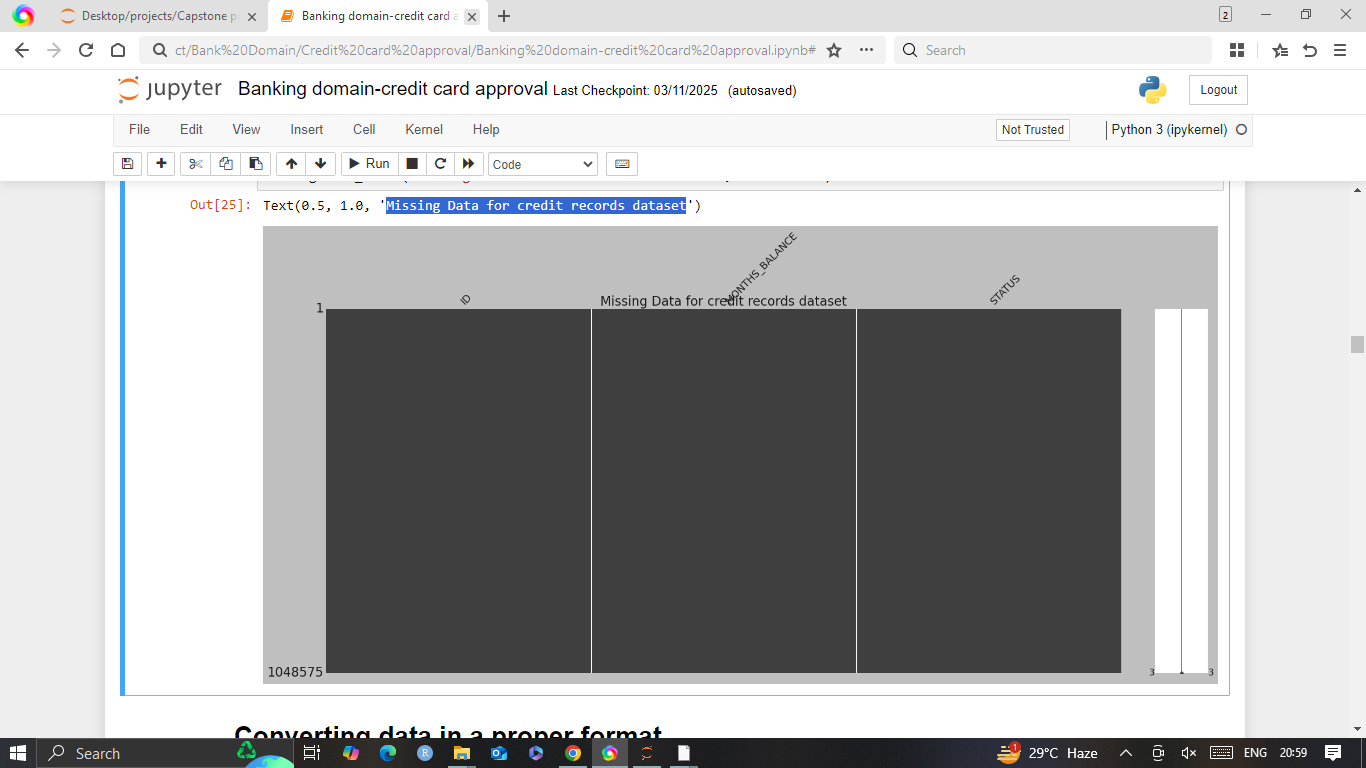 Desktop/projects/Capstone p
Banking domain-credit card a
2
ct/Bank%20Domain/Credit%20card%20approval/Banking%20domain-credit%20card%20approval.ipynb#
Search
jupyter
Banking domain-credit card approval Last Checkpoint: 03/11/2025 (autosaved)
Logout
File Edit View Insert Cell Kernel Help
Not Trusted
Python 3 (ipykernel)
Run
Code
Out[25]: Text(0.5, 1.0, 'Missing Data for credit records dataset')
ID
MONTHS_BALANCE
STATUS
Missing Data for credit records dataset
1
1048575
3
3
Converting data in a proper format
Search
R
1
29°C Haze
ENG
20:59